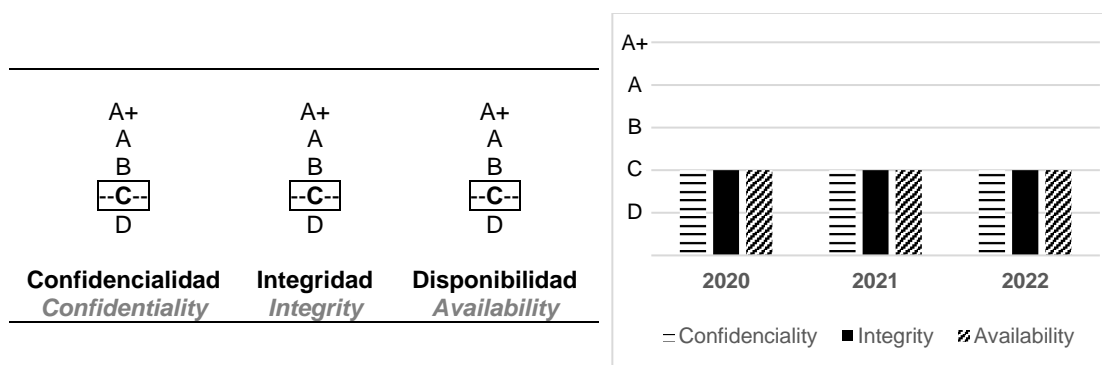 A+ A+ A+
A A A
B B B
--C-- --C-- --C--
D D D
Confidencialidad Integridad Disponibilidad
Confidentiality Integrity Availability
A+
A
B
C
D
2020 2021 2022
Confidenciality Integrity Availability